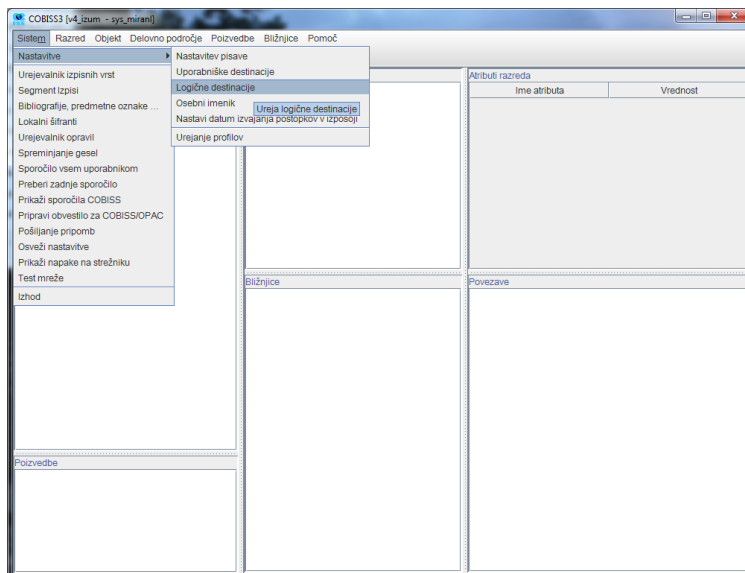 COBISS3 [v4_izum - sys_miranl]
Sistem Razred Objekt Delovno področje Poizvedbe Bližnjice Pomoč
Nastavitve
Urejevalnik izpisnih vrst
Segment Izpisi
Bibliografije, predmetne oznake ...
Lokalni šifranti
Urejevalnik opravil
Spreminjanje gesel
Sporočilo vsem uporabnikom
Preberi zadnje sporočilo
Prikaži sporočila COBISS
Pripravi obvestilo za COBISS/OPAC
Pošiljanje pripomb
Osveži nastavitve
Prikaži napake na strežniku
Test mreže
Izhod
Nastavitev pisave
Uporabniške destinacije
Logične destinacije
Osebni imenik
Ureja logične destinacije
Nastavi datum izvajanja postopkov v izposoji
Urejanje profilov
Atributi razreda
Ime atributa Vrednost
Bližnjice
Povezave
Poizvedbe